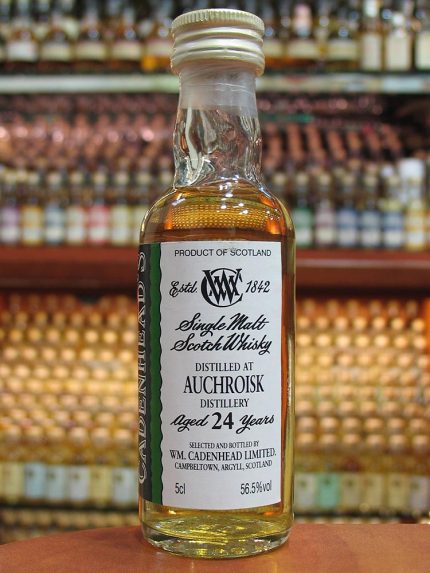 PRODUCT OF SCOTLAND
Estd. WC 1842
Single Malt
Scotch Whisky
DISTILLED AT
AUCHROISK
DISTILLERY
Aged 24 Years
SELECTED AND BOTTLED BY
WM. CADENHEAD LIMITED.
CAMPBELTOWN, ARGYLL, SCOTLAND
5cl 56.5%vol
CADENHEAD'S